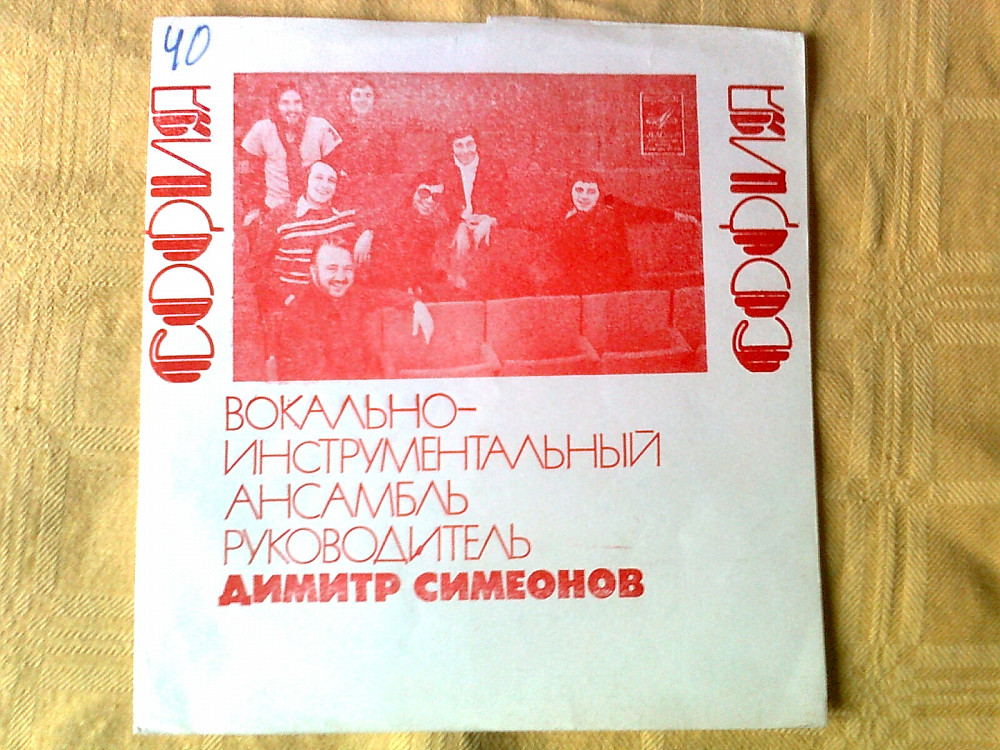 40
СОФИЯ
СОФИЯ
ВОКАЛЬНО-
ИНСТРУМЕНТАЛЬНЫЙ
АНСАМБЛЬ
РУКОВОДИТЕЛЬ
ДИМИТР СИМЕОНОВ